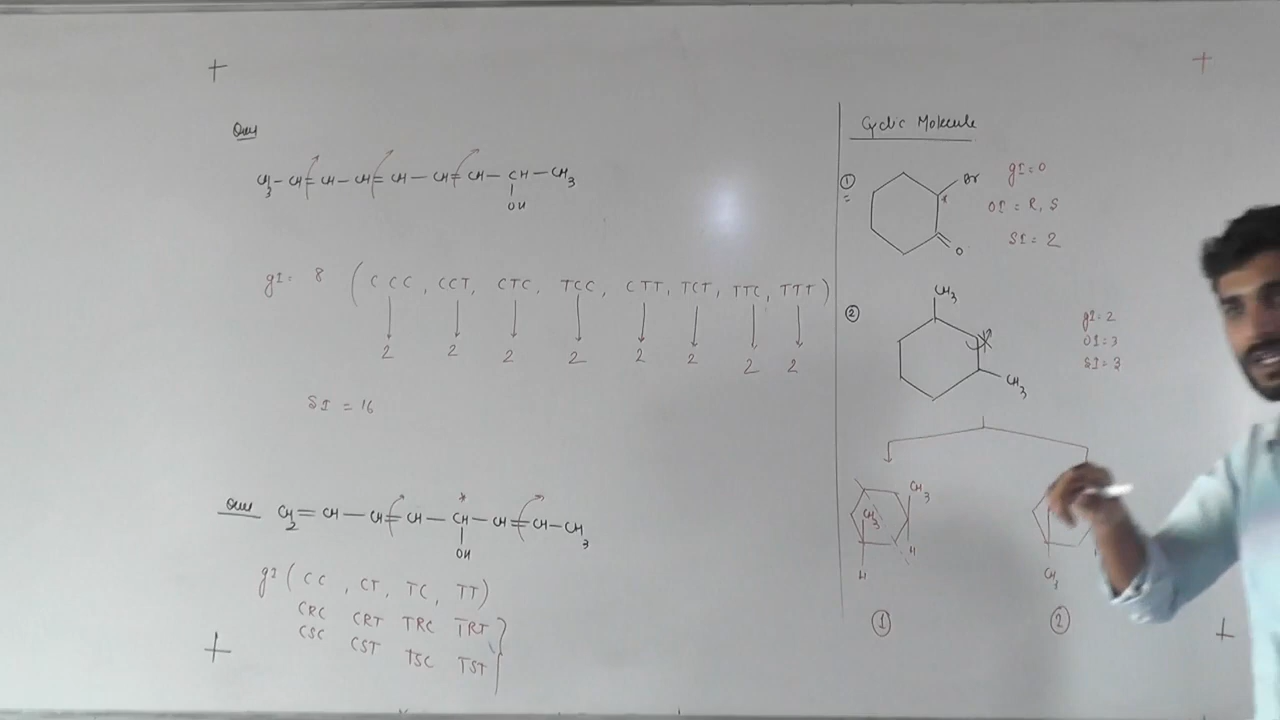 Ques
CH3-CH=CH-CH=CH-CH=CH-CH-CH3
OH
gI = 8 (CCC, CCT, CTC, TCC, CTT, TCT, TTC, TTT)
2 2 2 2 2 2 2 2
SI = 16
Ques CH2=CH-CH=CH-CH-CH=CH-CH3
*
OH
gI (CC, CT, TC, TT)
CRC CRT TRC TRT
CSC CST TSC TST
Cyclic Molecule
① Br
*
O
gI=0
OI = R, S
SI = 2
② CH3
CH3
gI=2
OI=3
SI=3
CH3
CH3
H
H
①
CH3
②